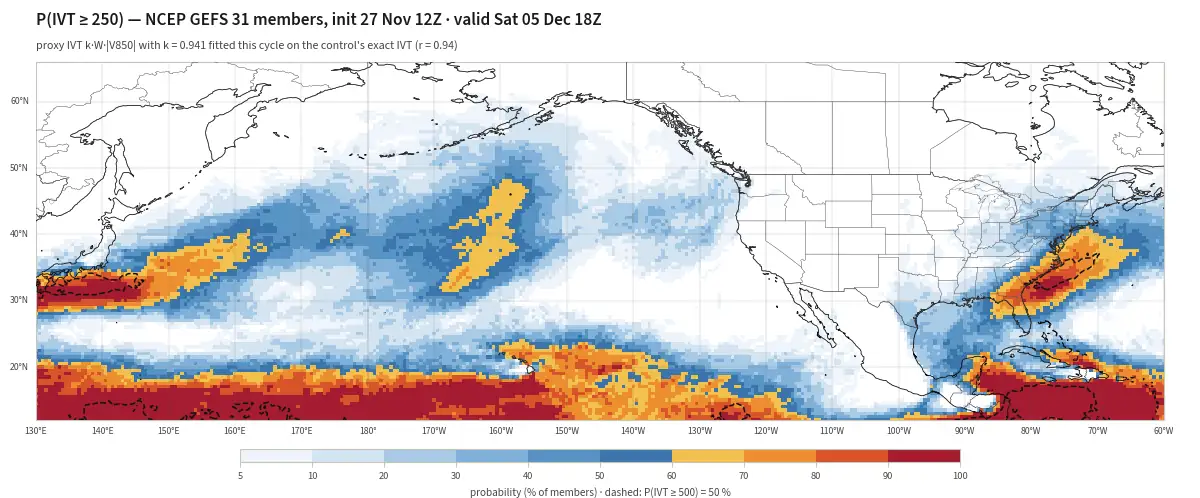 P(IVT ≥ 250) — NCEP GEFS 31 members, init 27 Nov 12Z · valid Sat 05 Dec 18Z
proxy IVT k·W·|V850| with k = 0.941 fitted this cycle on the control's exact IVT (r = 0.94)
60°N
50°N
40°N
30°N
20°N
130°E 140°E 150°E 160°E 170°E 180° 170°W 160°W 150°W 140°W 130°W 120°W 110°W 100°W 90°W 80°W 70°W 60°W
5 10 20 30 40 50 60 70 80 90 100
probability (% of members) · dashed: P(IVT ≥ 500) = 50 %